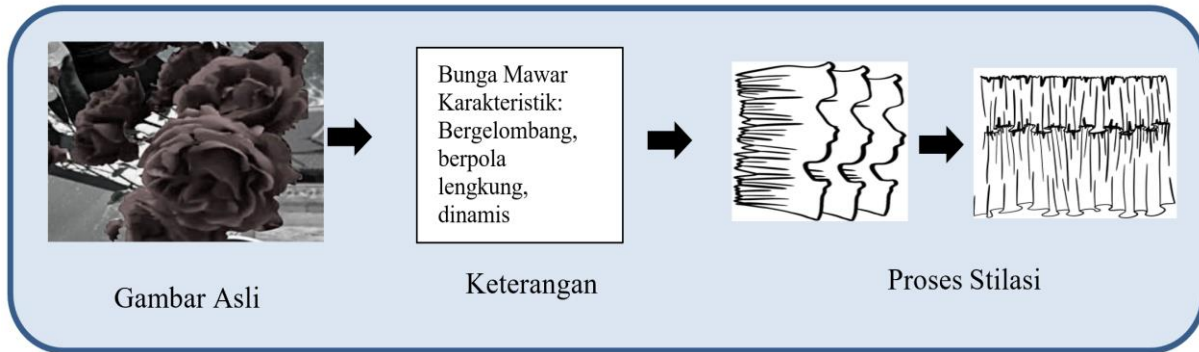 Bunga Mawar
Karakteristik:
Bergelombang,
berpola
lengkung,
dinamis
Gambar Asli
Keterangan
Proses Stilasi